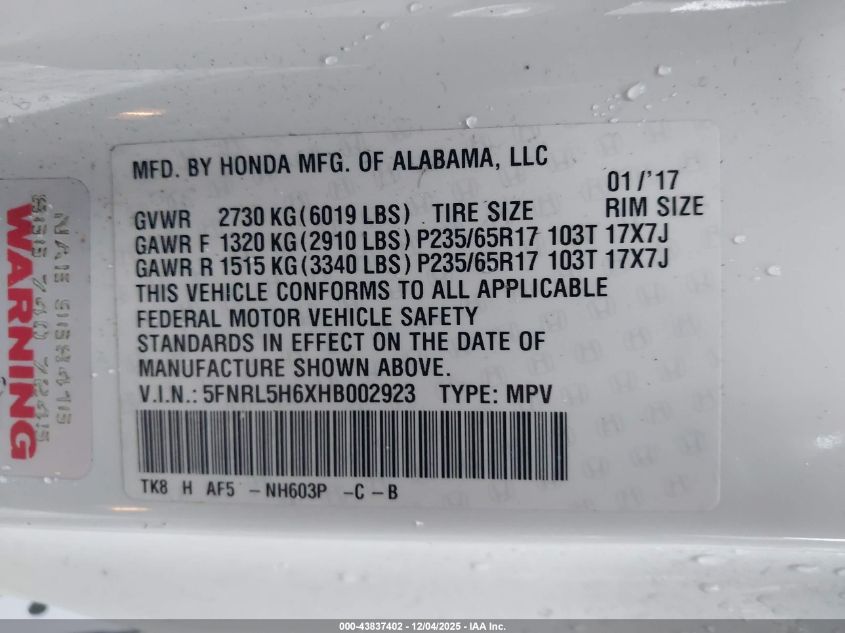 MFD. BY HONDA MFG. OF ALABAMA, LLC
01/'17
GVWR 2730 KG (6019 LBS) TIRE SIZE RIM SIZE
GAWR F 1320 KG (2910 LBS) P235/65R17 103T 17X7J
GAWR R 1515 KG (3340 LBS) P235/65R17 103T 17X7J
THIS VEHICLE CONFORMS TO ALL APPLICABLE
FEDERAL MOTOR VEHICLE SAFETY
STANDARDS IN EFFECT ON THE DATE OF
MANUFACTURE SHOWN ABOVE.
V.I.N.: 5FNRL5H6XHB002923 TYPE: MPV
TK8 H AF5 - NH603P -C - B
WARNING
000-43837402 - 12/04/2025 - IAA Inc.